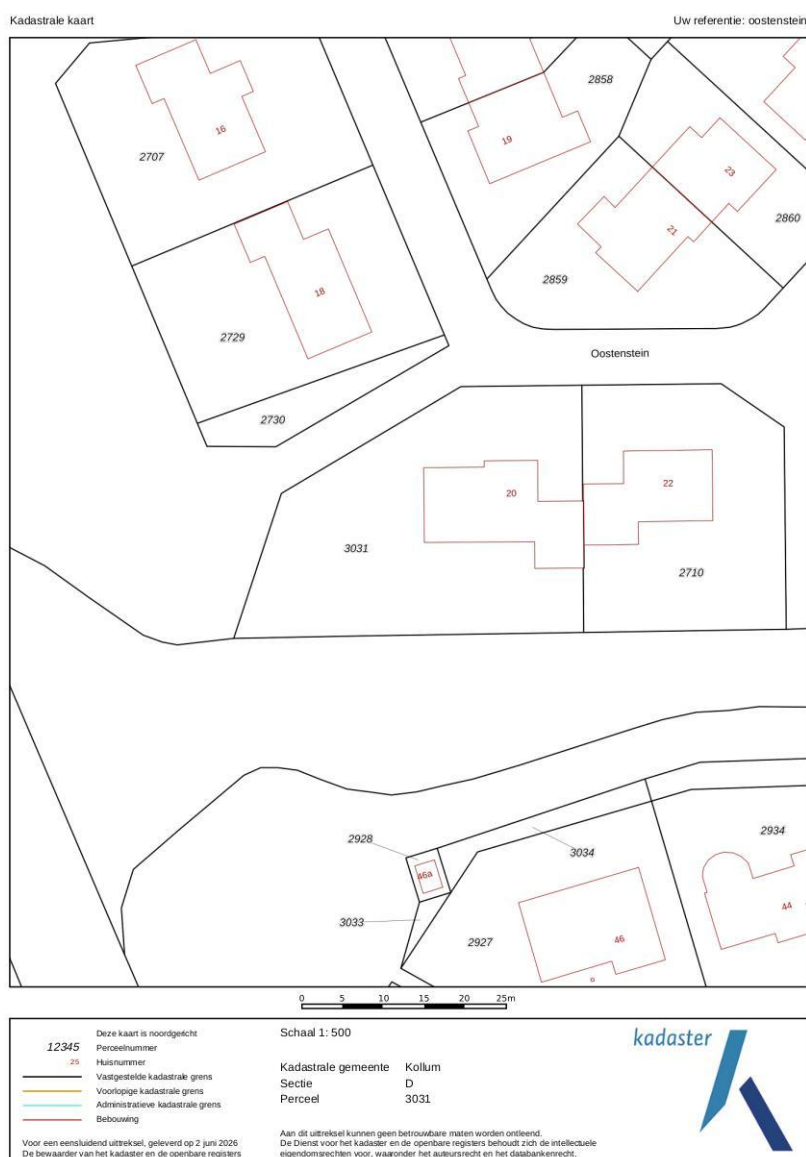 Kadastrale kaart
Uw referentie: oostenstein
2858
16
2707
19
23
2860
21
2859
18
2729
Oostenstein
2730
20
22
3031
2710
2928
46a
3034
2934
3033
44
2927
46
0 5 10 15 20 25m
Deze kaart is noordgericht
12345 Perceelnummer
25 Huisnummer
Vastgestelde kadastrale grens
Voorlopige kadastrale grens
Administratieve kadastrale grens
Bebouwing
Voor een eensluidend uittreksel, geleverd op 2 juni 2026
De bewaarder van het kadaster en de openbare registers
Schaal 1: 500
Kadastrale gemeente Kollum
Sectie D
Perceel 3031
Aan dit uittreksel kunnen geen betrouwbare maten worden ontleend.
De Dienst voor het kadaster en de openbare registers behoudt zich de intellectuele
eigendomsrechten voor, waaronder het auteursrecht en het databankenrecht.
kadaster